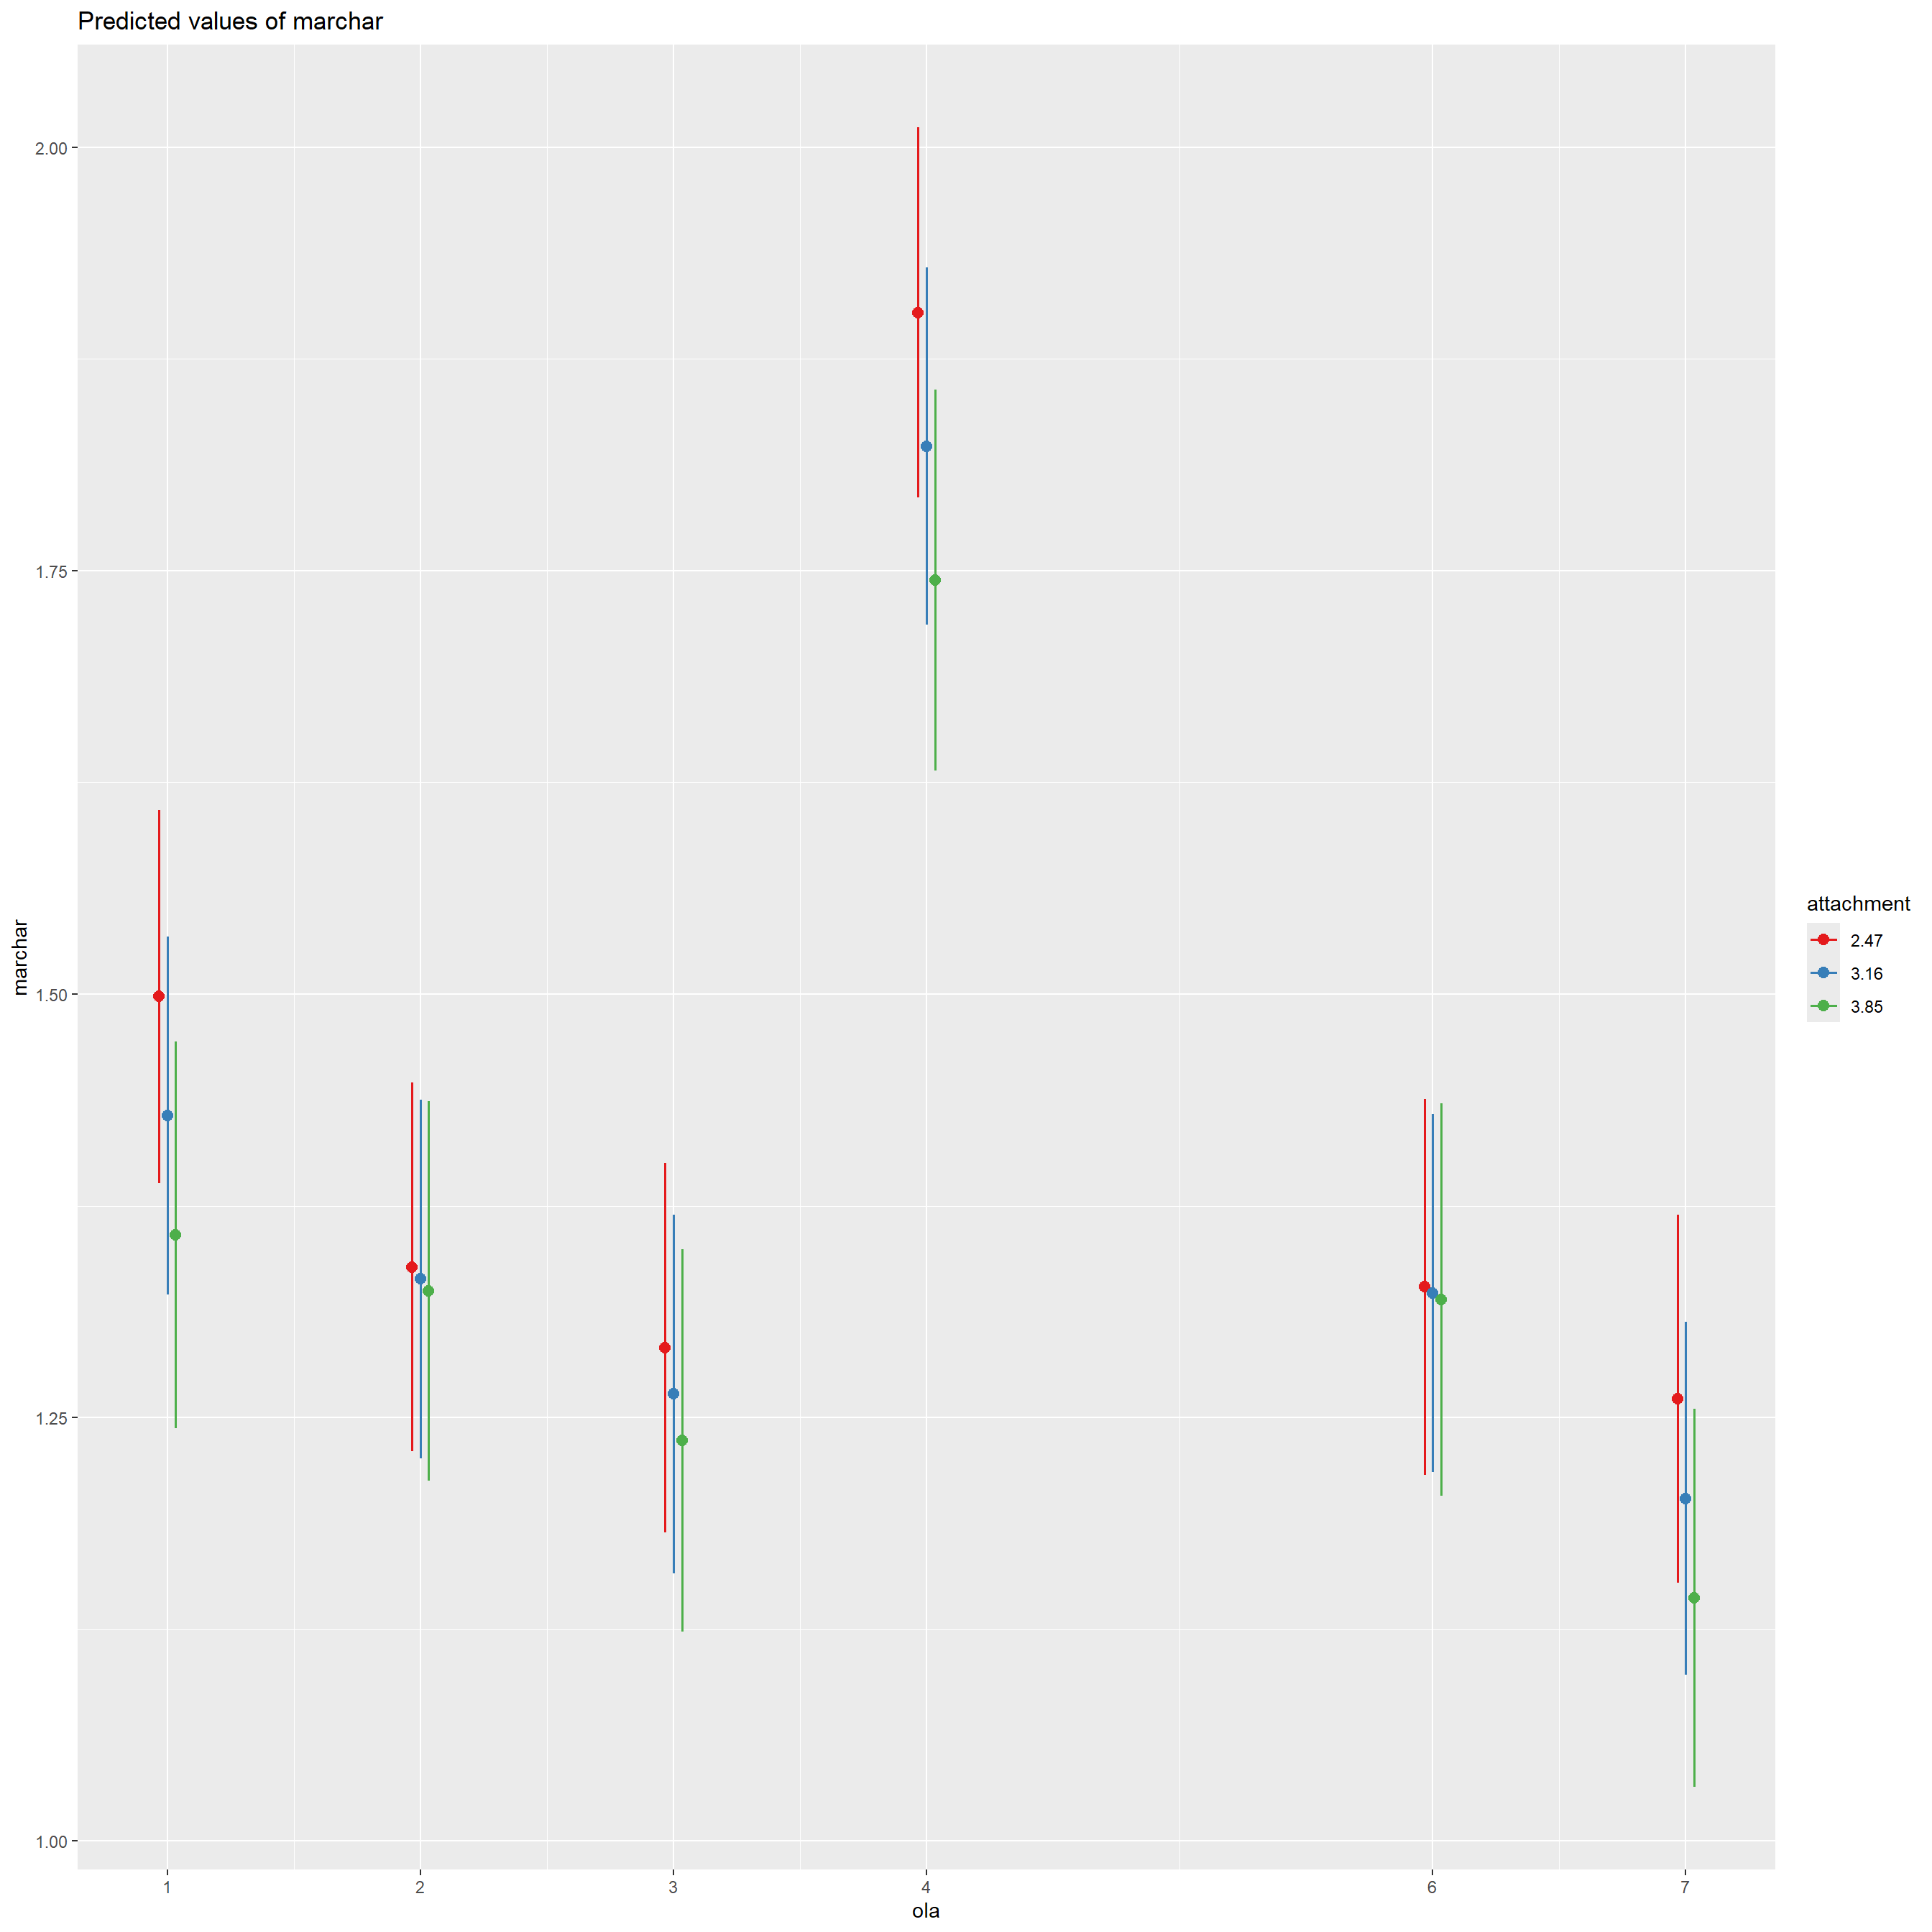 Predicted values of marchar
2.00
1.75
1.50
1.25
1.00
marchar
1 2 3 4 6 7
ola
attachment
2.47
3.16
3.85